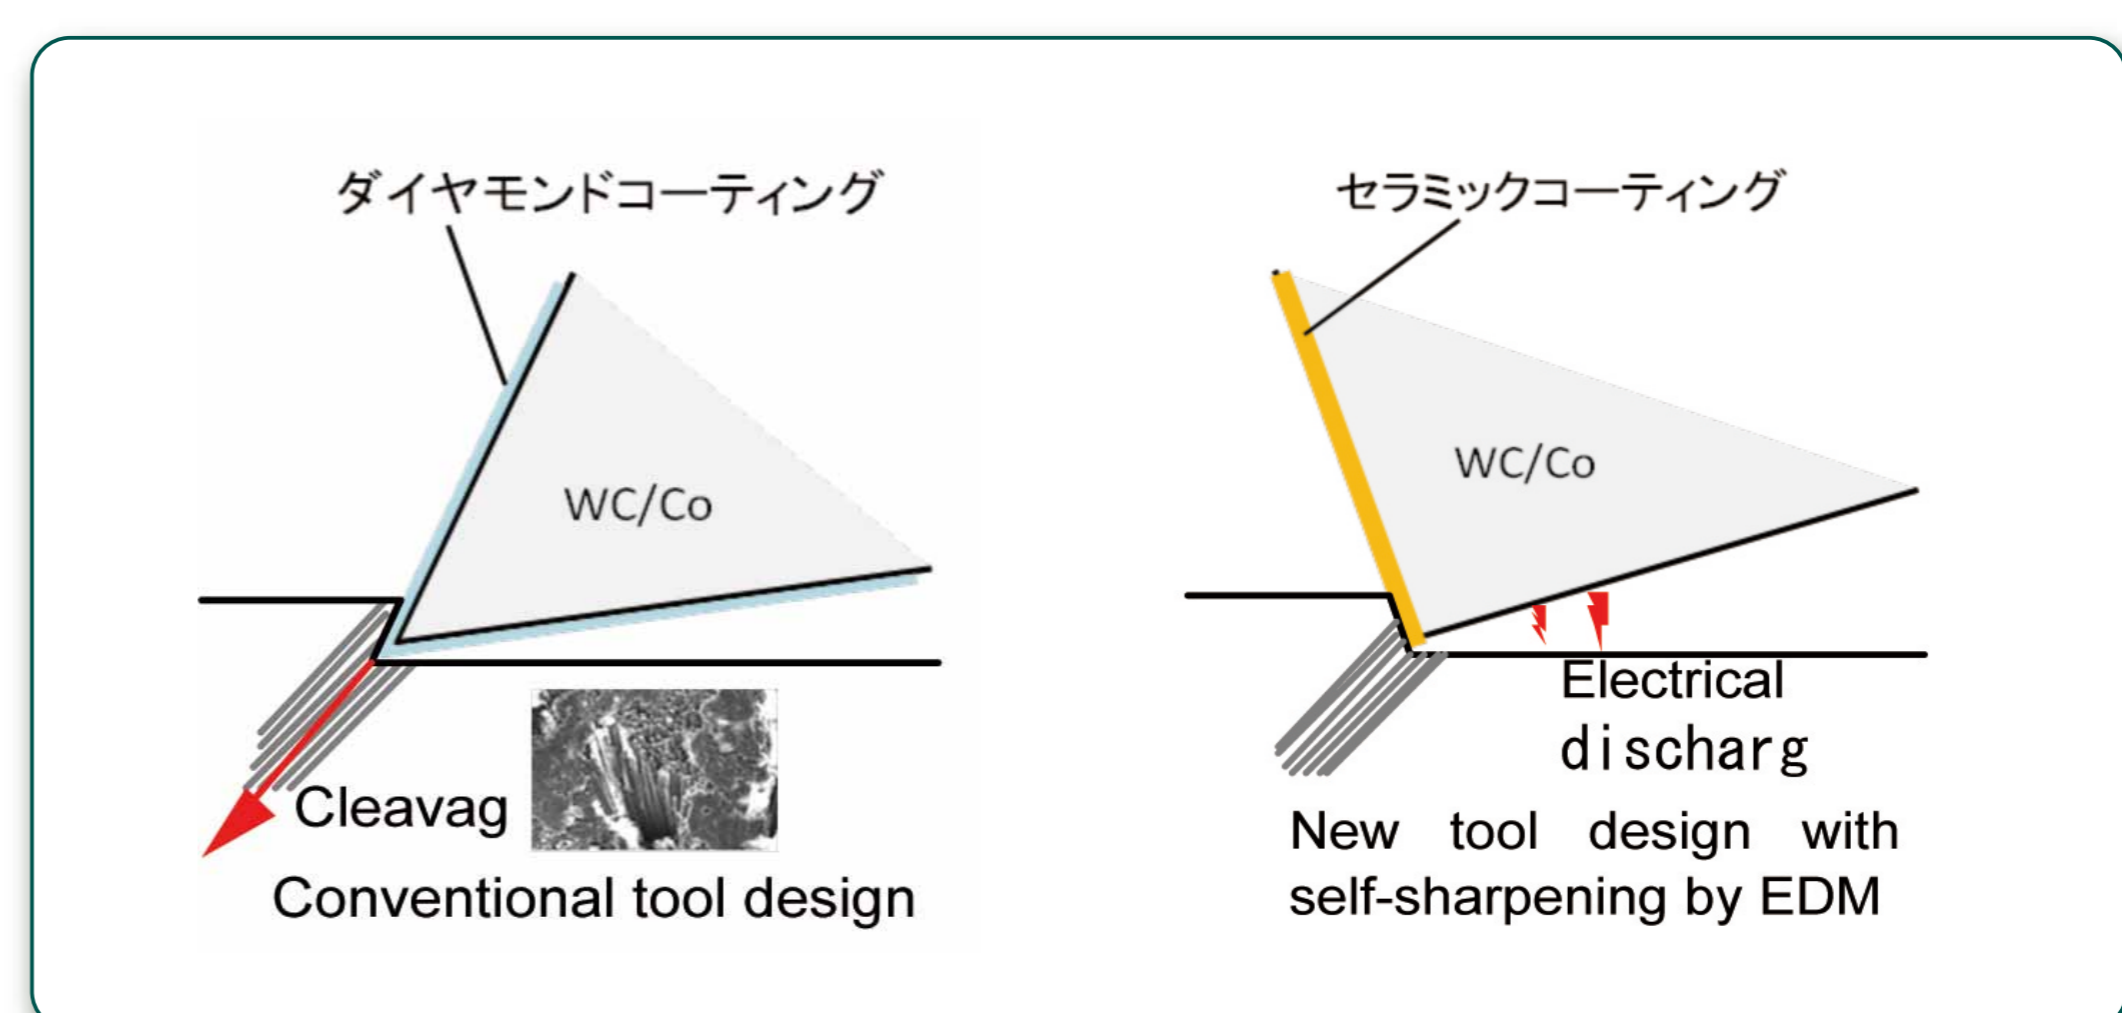 ダイヤモンドコーティング
WC/Co
Cleavag
Conventional tool design
セラミックコーティング
WC/Co
Electrical
discharg
New tool design with
self-sharpening by EDM